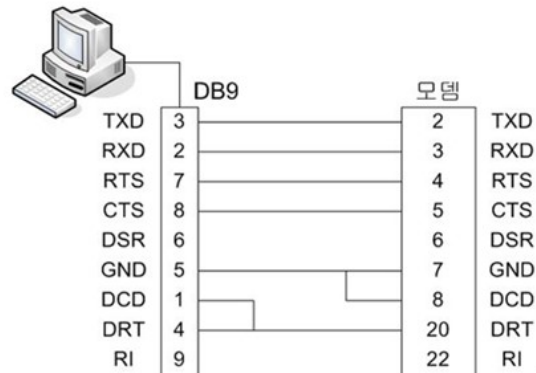 DB9 모뎀
TXD 3 2 TXD
RXD 2 3 RXD
RTS 7 4 RTS
CTS 8 5 CTS
DSR 6 6 DSR
GND 5 7 GND
DCD 1 8 DCD
DRT 4 20 DRT
RI 9 22 RI